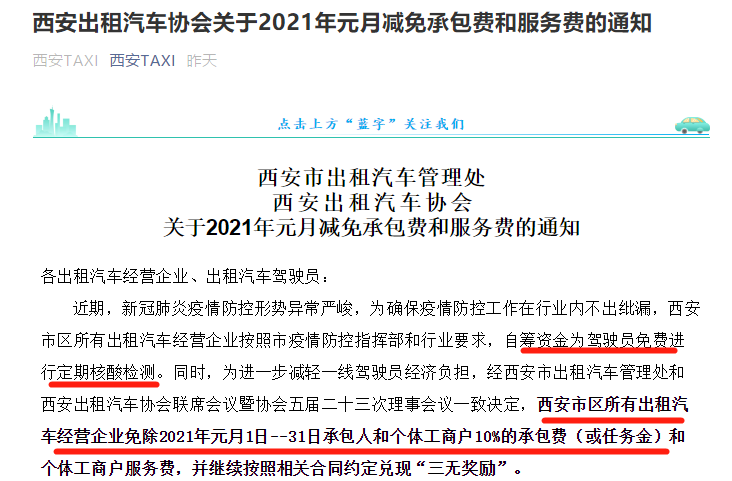 西安出租汽车协会关于2021年元月减免承包费和服务费的通知
西安TAXI 西安TAXI 昨天
点击上方“蓝字”关注我们
西安市出租汽车管理处
西安出租汽车协会
关于2021年元月减免承包费和服务费的通知
各出租汽车经营企业、出租汽车驾驶员：
近期，新冠肺炎疫情防控形势异常严峻，为确保疫情防控工作在行业内不出纰漏，西安
市区所有出租汽车经营企业按照市疫情防控指挥部和行业要求，自筹资金为驾驶员免费进
行定期核酸检测。同时，为进一步减轻一线驾驶员经济负担，经西安市出租汽车管理处和
西安出租汽车协会联席会议暨协会五届二十三次理事会议一致决定，西安市区所有出租汽
车经营企业免除2021年元月1日--31日承包人和个体工商户10%的承包费（或任务金）和
个体工商户服务费，并继续按照相关合同约定兑现“三无奖励”。